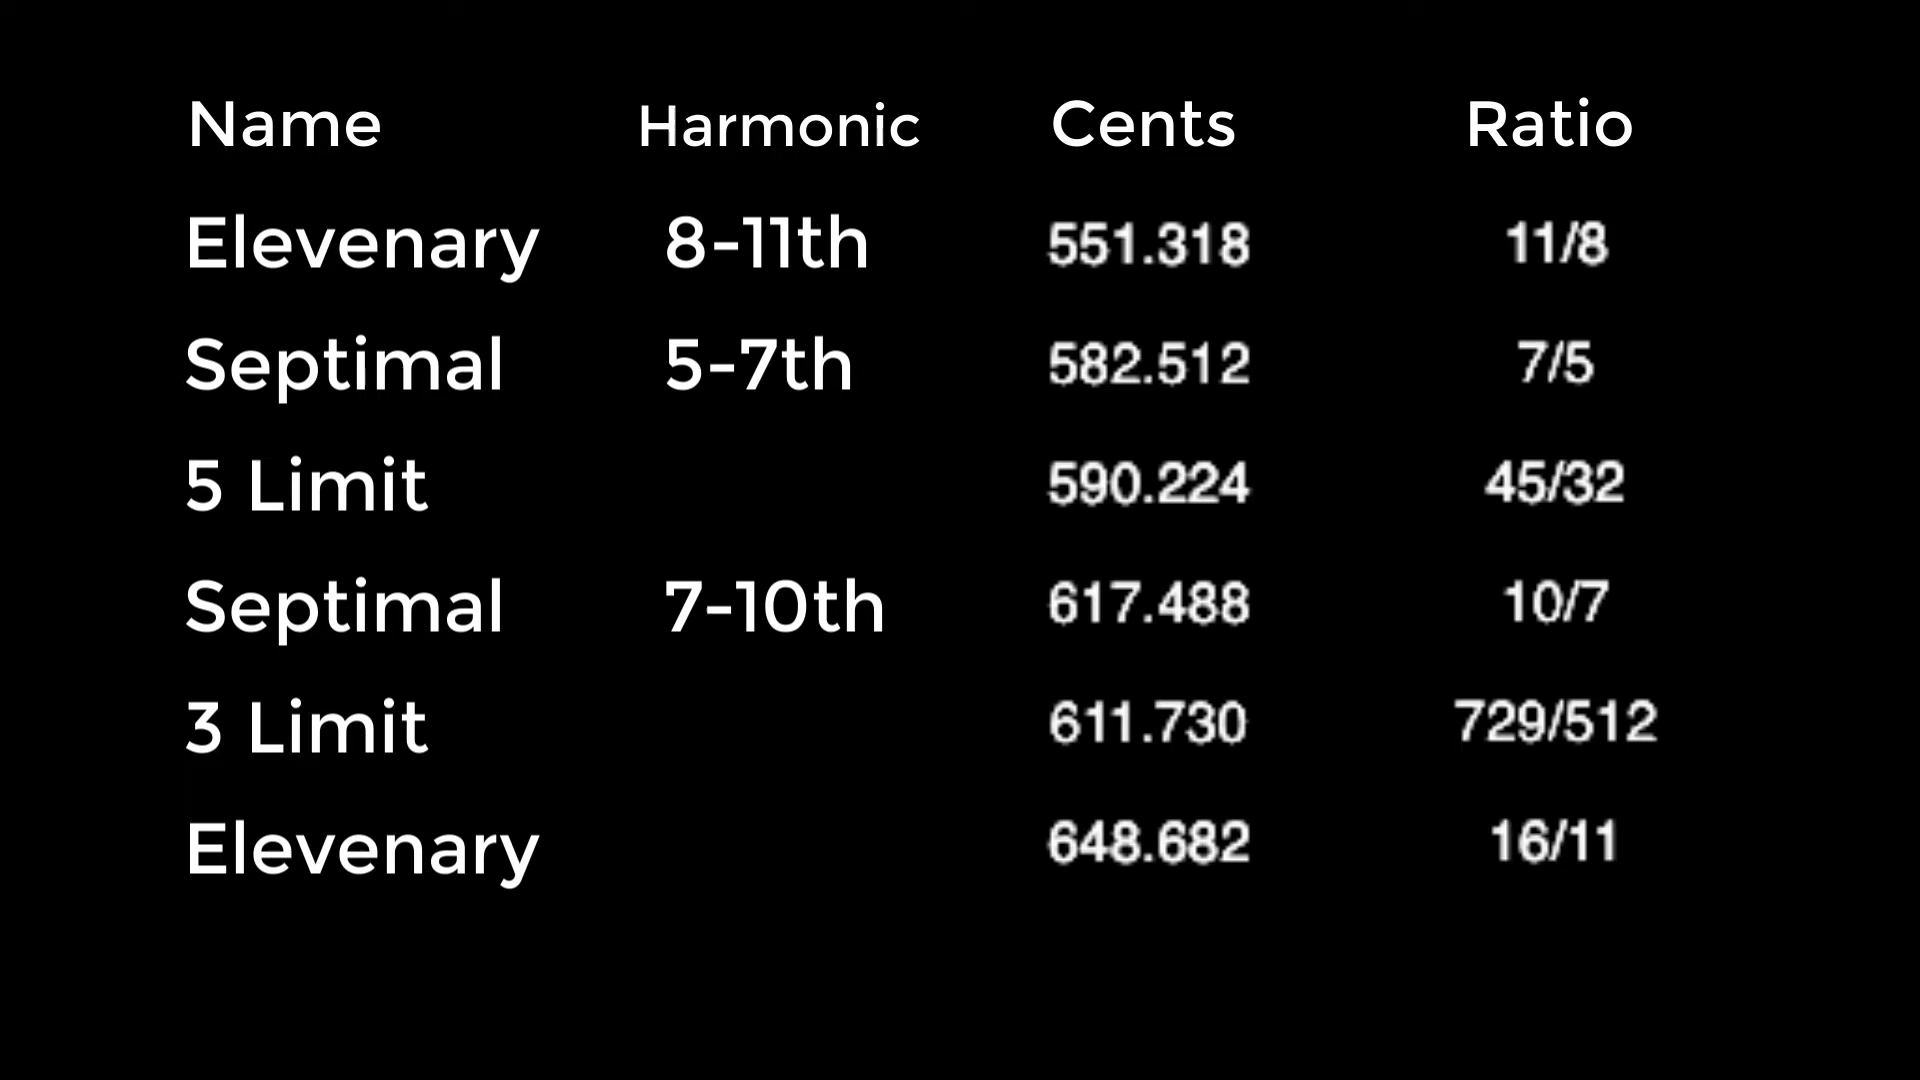 Name Harmonic Cents Ratio
Elevenary 8-11th 551.318 11/8
Septimal 5-7th 582.512 7/5
5 Limit 590.224 45/32
Septimal 7-10th 617.488 10/7
3 Limit 611.730 729/512
Elevenary 648.682 16/11